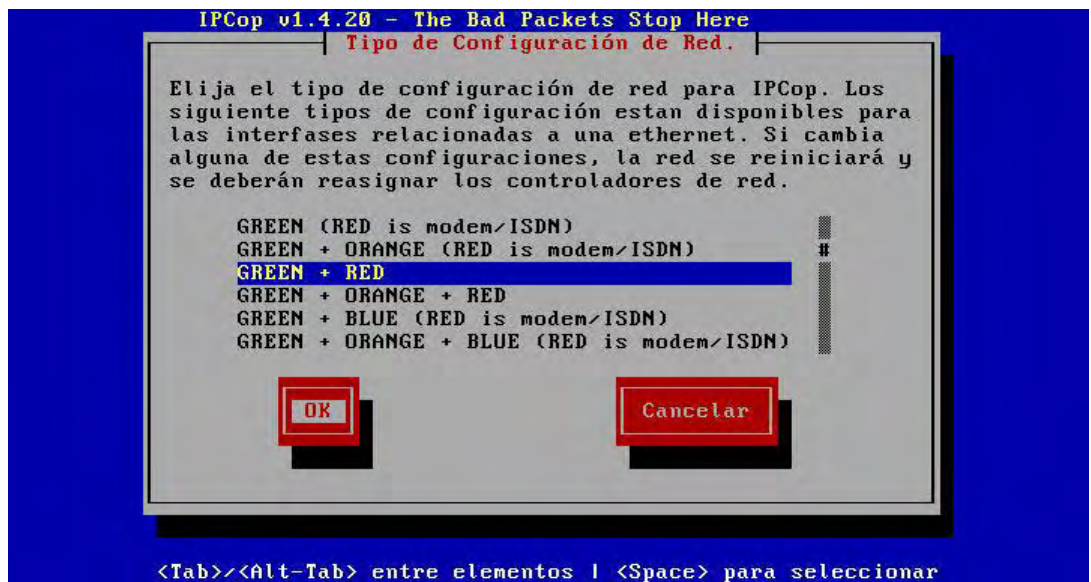 IPCop v1.4.20 - The Bad Packets Stop Here
Tipo de Configuración de Red.
Elija el tipo de configuración de red para IPCop. Los
siguiente tipos de configuración estan disponibles para
las interfases relacionadas a una ethernet. Si cambia
alguna de estas configuraciones, la red se reiniciará y
se deberán reasignar los controladores de red.
GREEN (RED is modem/ISDN)
GREEN + ORANGE (RED is modem/ISDN)
GREEN + RED
GREEN + ORANGE + RED
GREEN + BLUE (RED is modem/ISDN)
GREEN + ORANGE + BLUE (RED is modem/ISDN)
OK
Cancelar
<Tab>/<Alt-Tab> entre elementos | <Space> para seleccionar